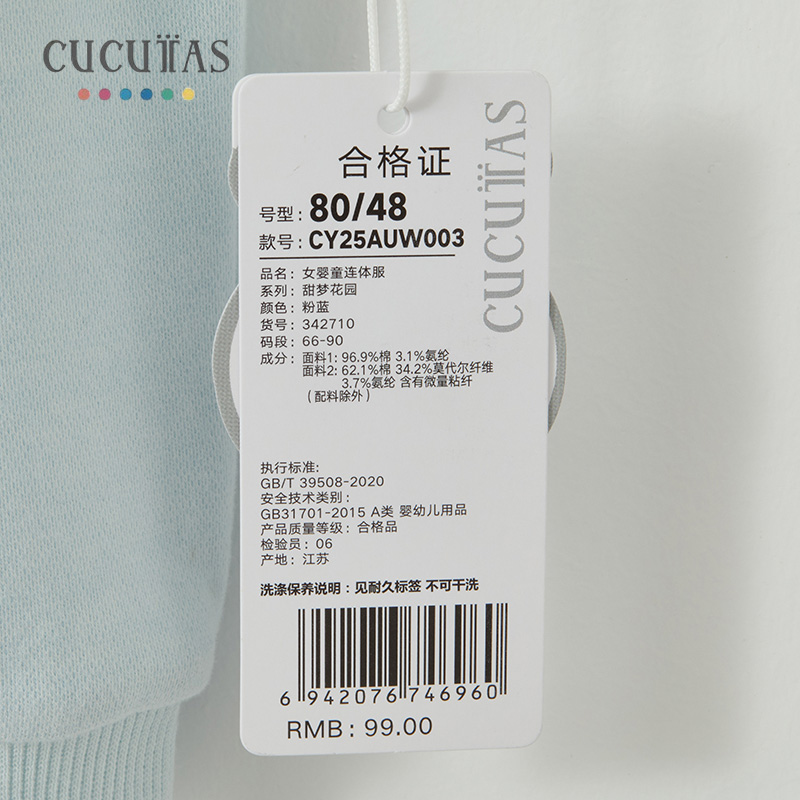 CUCUTAS
合格证
号型: 80/48
款号: CY25AUW003
CUCUTAS
品名: 女婴童连体服
系列: 甜梦花园
颜色: 粉蓝
货号: 342710
码段: 66-90
成分: 面料1: 96.9%棉 3.1%氨纶
面料2: 62.1%棉 34.2%莫代尔纤维
3.7%氨纶 含有微量粘纤
(配料除外)
执行标准:
GB/T 39508-2020
安全技术类别:
GB31701-2015 A类 婴幼儿用品
产品质量等级: 合格品
检验员: 06
产地: 江苏
洗涤保养说明: 见耐久标签 不可干洗
6 942076 746960
RMB: 99.00